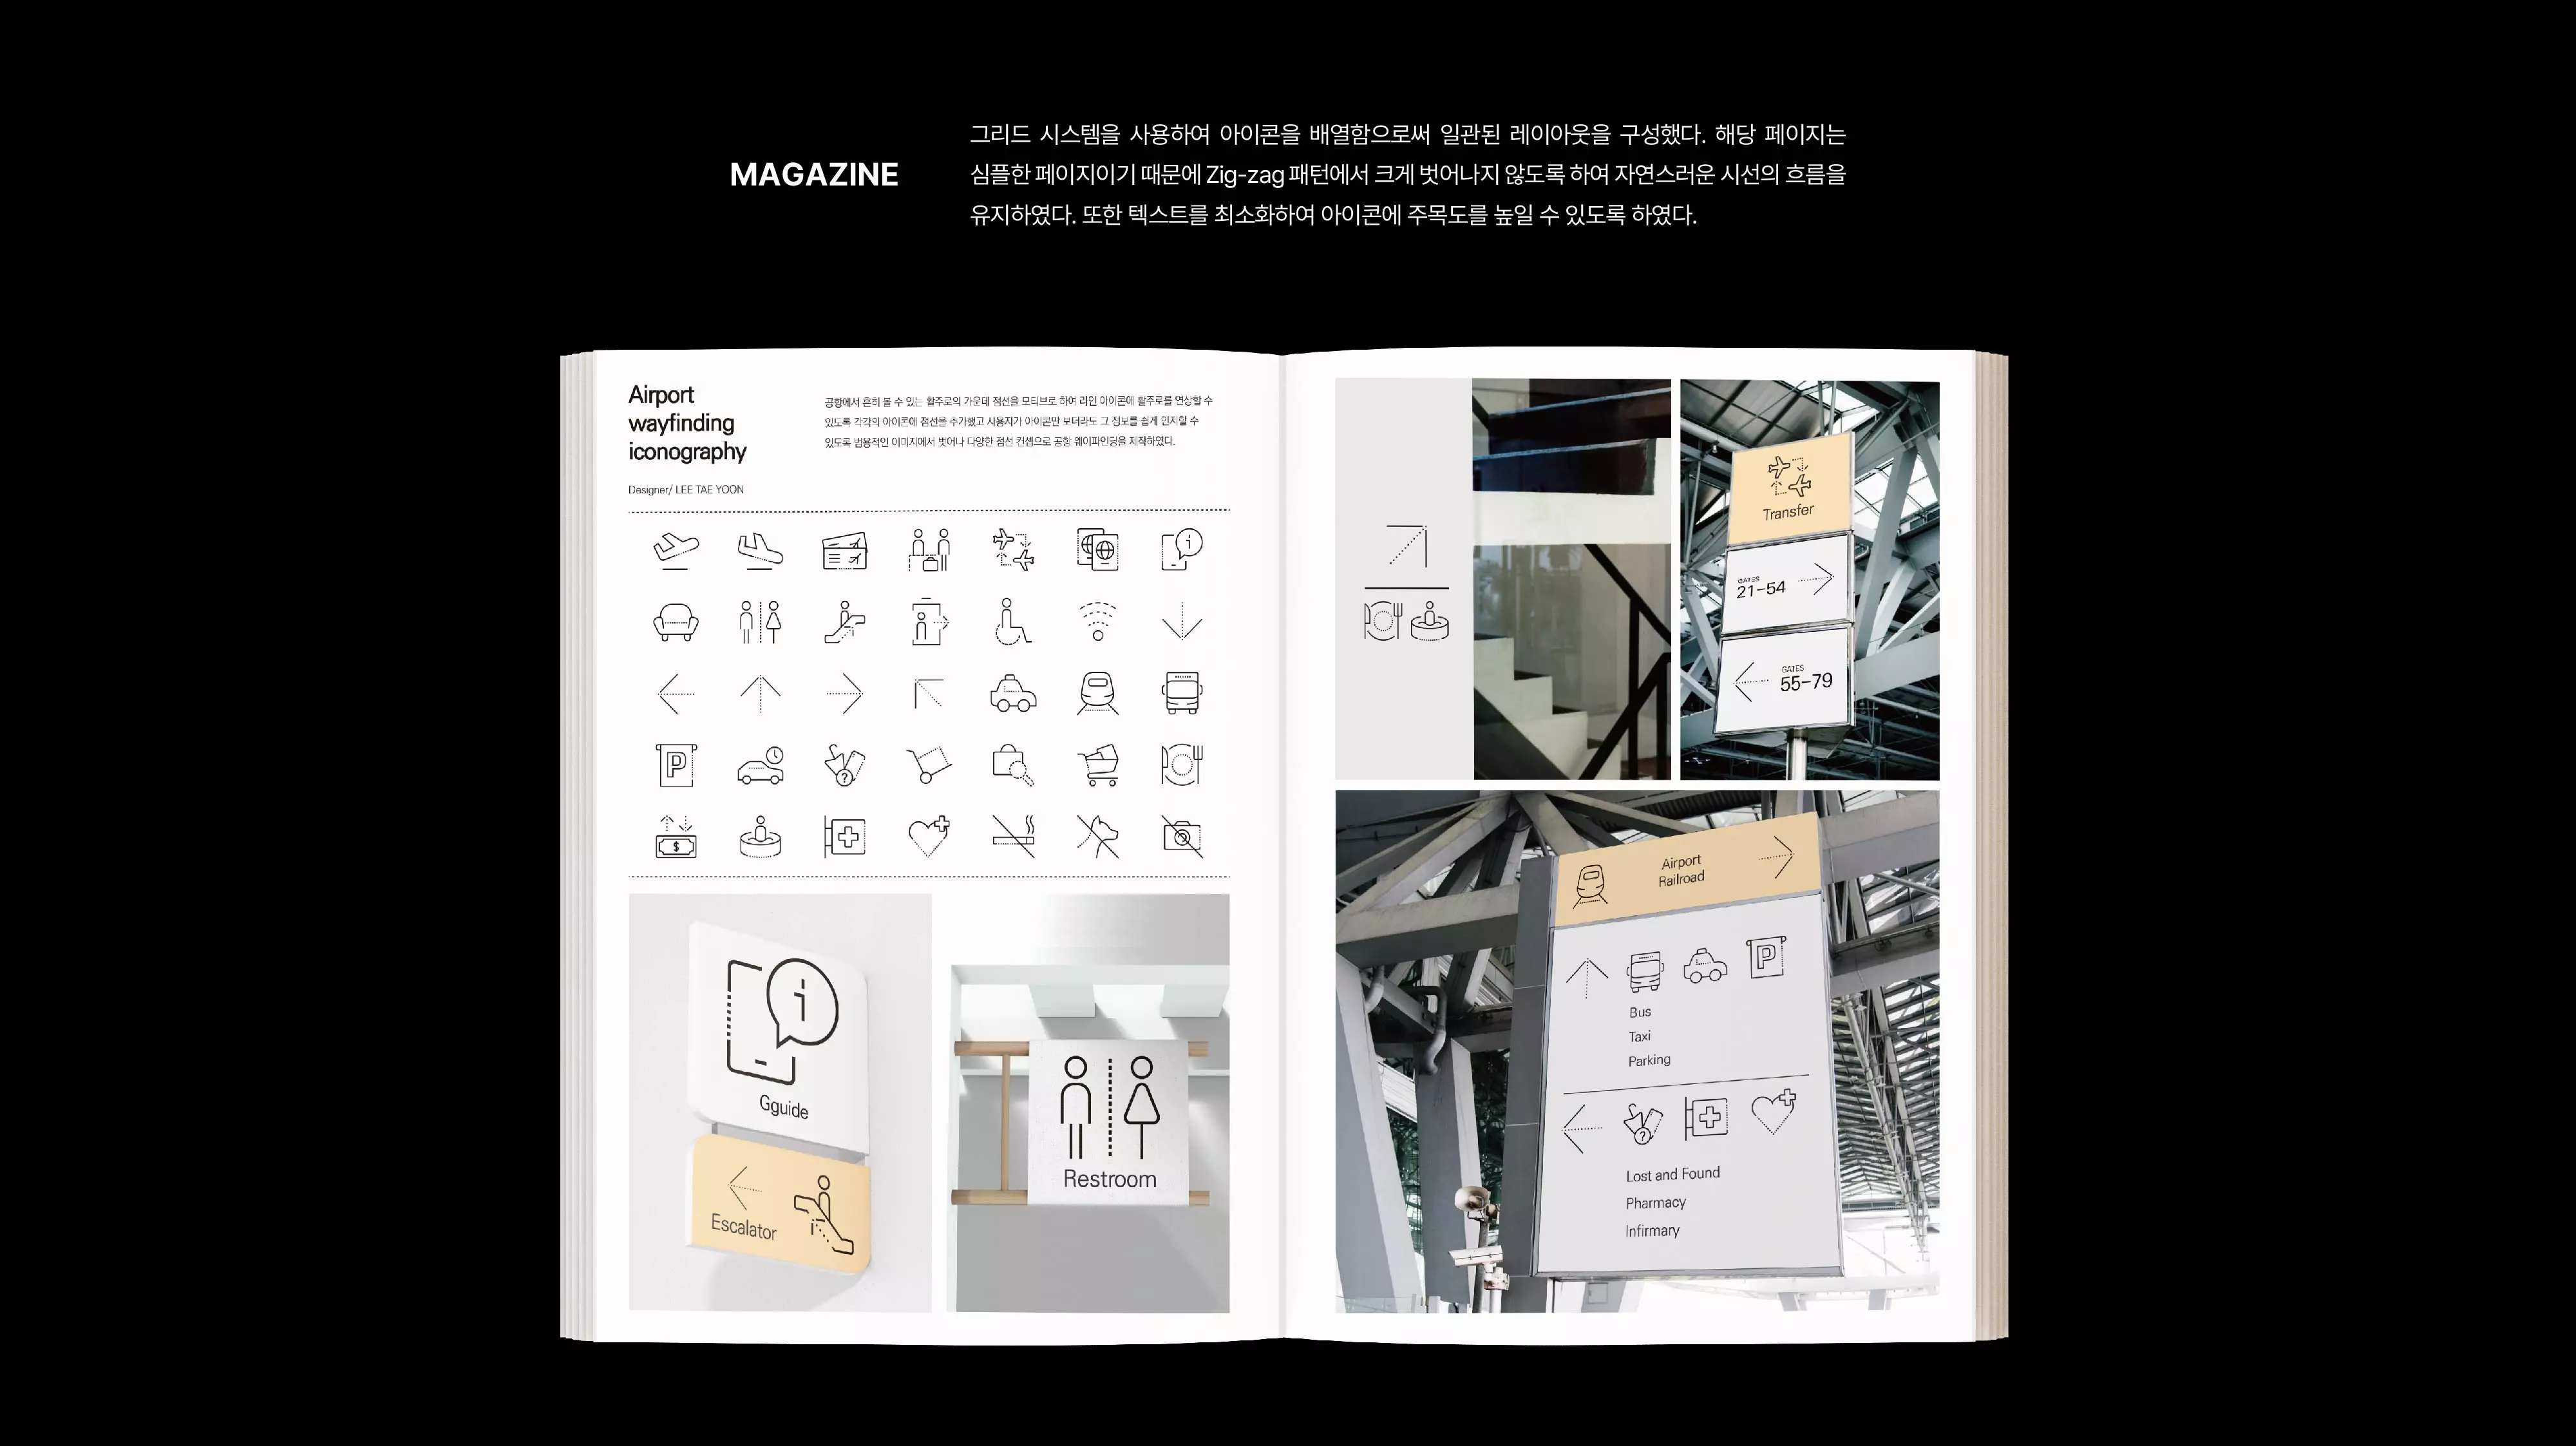 MAGAZINE
그리드 시스템을 사용하여 아이콘을 배열함으로써 일관된 레이아웃을 구성했다. 해당 페이지는
심플한 페이지이기 때문에 Zig-zag 패턴에서 크게 벗어나지 않도록 하여 자연스러운 시선의 흐름을
유지하였다. 또한 텍스트를 최소화하여 아이콘에 주목도를 높일 수 있도록 하였다.
Airport
wayfinding
iconography
Designer/ LEE TAE YOON
공항에서 흔히 볼 수 있는 활주로의 가운데 점선을 모티브로 하여 라인 아이콘에 활주로를 연상할 수
있도록 각각의 아이콘에 점선을 추가했고 사용자가 아이콘만 보더라도 그 정보를 쉽게 인지할 수
있도록 범용적인 이미지에서 벗어나 다양한 점선 컨셉으로 공항 웨이파인딩을 제작하였다.
i
P
?
$
i
Gguide
Escalator
Restroom
Transfer
GATES
21-54
GATES
55-79
Airport
Railroad
P
Bus
Taxi
Parking
?
Lost and Found
Pharmacy
Infirmary